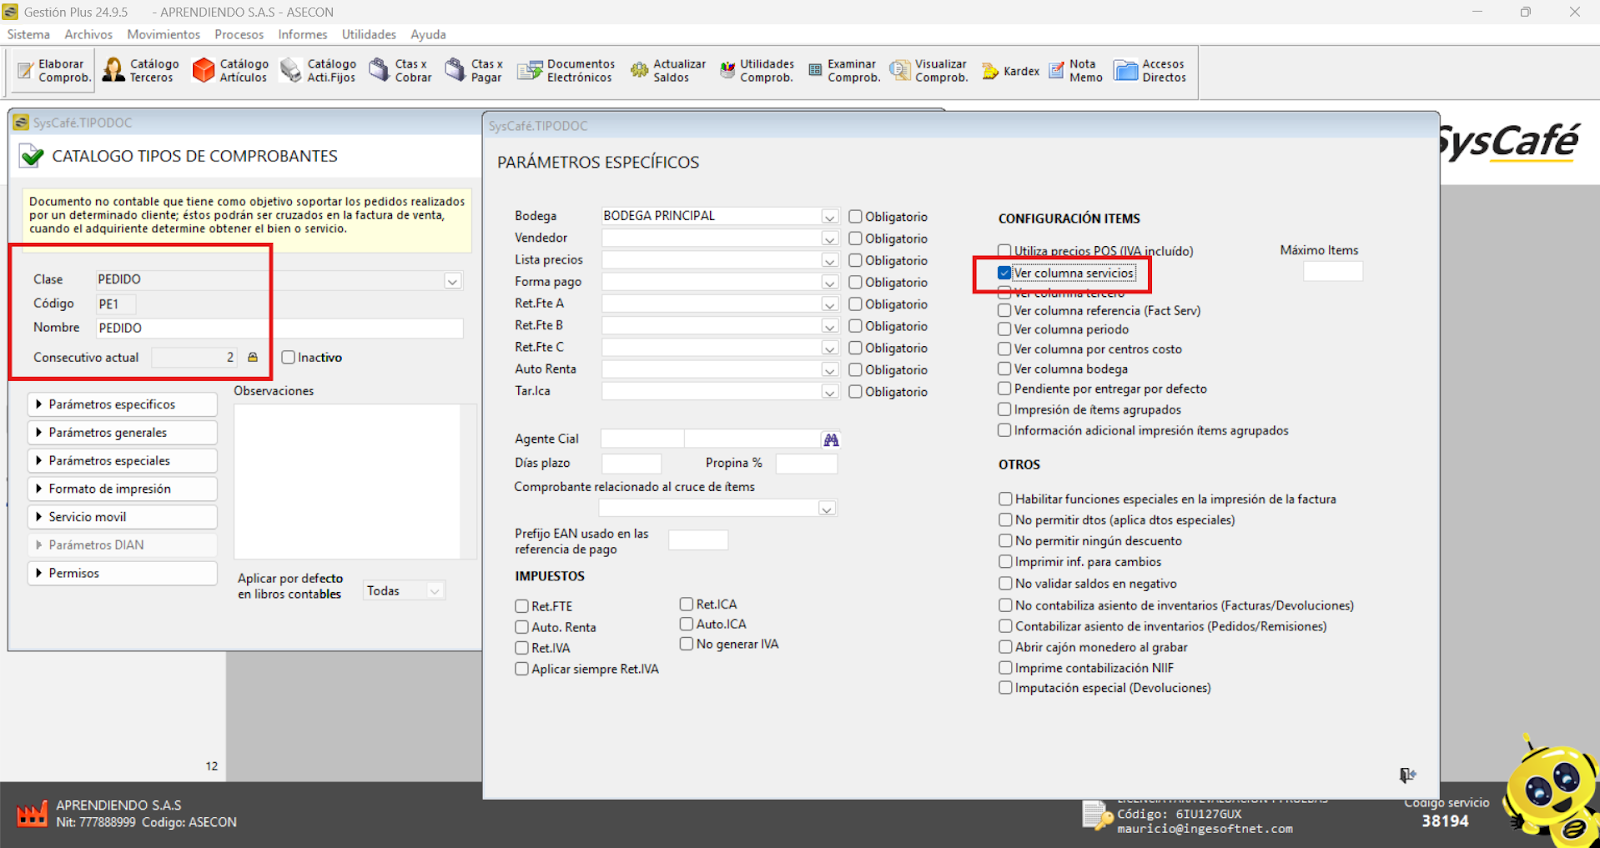 Gestión Plus 24.9.5 - APRENDIENDO S.A.S - ASECON
Sistema Archivos Movimientos Procesos Informes Utilidades Ayuda
Elaborar Comprob.
Catálogo Terceros
Catálogo Artículos
Catálogo Acti.Fijos
Ctas x Cobrar
Ctas x Pagar
Documentos Electrónicos
Actualizar Saldos
Utilidades Comprob.
Examinar Comprob.
Visualizar Comprob.
Kardex
Nota Memo
Accesos Directos
SysCafé.TIPODOC
CATALOGO TIPOS DE COMPROBANTES
Documento no contable que tiene como objetivo soportar los pedidos realizados
por un determinado cliente; éstos podrán ser cruzados en la factura de venta,
cuando el adquiriente determine obtener el bien o servicio.
Clase PEDIDO
Código PE1
Nombre PEDIDO
Consecutivo actual 2 Inactivo
Parámetros especificos
Parámetros generales
Parámetros especiales
Formato de impresión
Servicio movil
Parámetros DIAN
Permisos
Observaciones
Aplicar por defecto
en libros contables Todas
12
SysCafé.TIPODOC
PARÁMETROS ESPECÍFICOS
Bodega BODEGA PRINCIPAL Obligatorio
Vendedor Obligatorio
Lista precios Obligatorio
Forma pago Obligatorio
Ret.Fte A Obligatorio
Ret.Fte B Obligatorio
Ret.Fte C Obligatorio
Auto Renta Obligatorio
Tar.Ica Obligatorio
Agente Cial
Días plazo Propina %
Comprobante relacionado al cruce de ítems
Prefijo EAN usado en las
referencia de pago
IMPUESTOS
Ret.FTE Ret.ICA
Auto. Renta Auto.ICA
Ret.IVA No generar IVA
Aplicar siempre Ret.IVA
CONFIGURACIÓN ITEMS
Utiliza precios POS (IVA incluído) Máximo Items
Ver columna servicios
Ver columna tercero
Ver columna referencia (Fact Serv)
Ver columna periodo
Ver columna por centros costo
Ver columna bodega
Pendiente por entregar por defecto
Impresión de ítems agrupados
Información adicional impresión ítems agrupados
OTROS
Habilitar funciones especiales en la impresión de la factura
No permitir dtos (aplica dtos especiales)
No permitir ningún descuento
Imprimir inf. para cambios
No validar saldos en negativo
No contabiliza asiento de inventarios (Facturas/Devoluciones)
Contabilizar asiento de inventarios (Pedidos/Remisiones)
Abrir cajón monedero al grabar
Imprime contabilización NIIF
Imputación especial (Devoluciones)
SysCafé
APRENDIENDO S.A.S
Nit: 777888999 Codigo: ASECON
LICENCIA PARA EVALUACION Y PRUEBAS
Código: 6IU127GUX
mauricio@ingesoftnet.com
Codigo servicio
38194